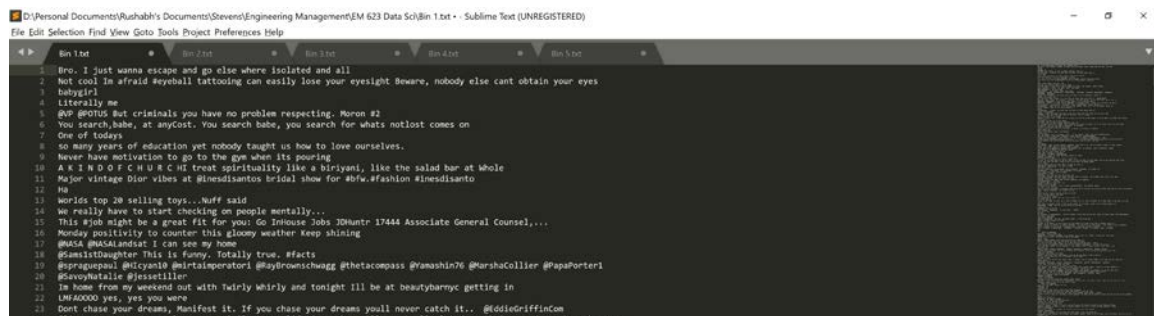 D:\Personal Documents\Rushabh's Documents\Stevens\Engineering Management\EM 623 Data Sci\Bin 1.txt • - Sublime Text (UNREGISTERED)
File Edit Selection Find View Goto Tools Project Preferences Help
Bin 1.txt Bin 2.txt Bin 3.txt Bin 4.txt Bin 5.txt
1 Bro. I just wanna escape and go else where isolated and all
2 Not cool Im afraid #eyeball tattooing can easily lose your eyesight Beware, nobody else cant obtain your eyes
3 babygirl
4 Literally me
5 @VP @POTUS But criminals you have no problem respecting. Moron #2
6 You search,babe, at anyCost. You search babe, you search for whats notlost comes on
7 One of todays
8 so many years of education yet nobody taught us how to love ourselves.
9 Never have motivation to go to the gym when its pouring
10 A K I N D O F C H U R C HI treat spirituality like a biriyani, like the salad bar at Whole
11 Major vintage Dior vibes at @inesdisantos bridal show for #bfw.#fashion #inesdisanto
12 Ha
13 Worlds top 20 selling toys...Nuff said
14 We really have to start checking on people mentally...
15 This #job might be a great fit for you: Go InHouse Jobs JDHuntr 17444 Associate General Counsel,...
16 Monday positivity to counter this gloomy weather Keep shining
17 @NASA @NASALandsat I can see my home
18 @Sams1stDaughter This is funny. Totally true. #facts
19 @spraguepaul @HIcyan10 @mirtaimperatori @RayBrownschwagg @thetacompass @Yamashin76 @MarshaCollier @PapaPorter1
20 @SavoyNatalie @jessetiller
21 Im home from my weekend out with Twirly Whirly and tonight Ill be at beautybarnyc getting in
22 LMFAOOOO yes, yes you were
23 Dont chase your dreams, Manifest it. If you chase your dreams youll never catch it.. @EddieGriffinCom